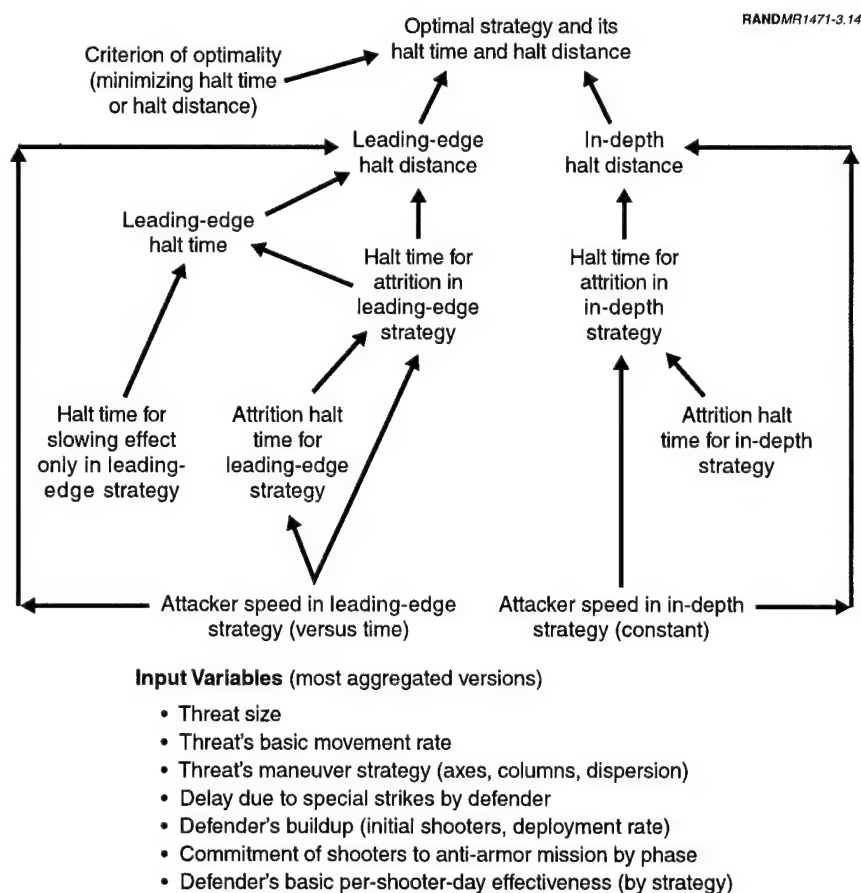 RANDMR1471-3.14
Optimal strategy and its
halt time and halt distance
Criterion of optimality
(minimizing halt time
or halt distance)
Leading-edge
halt distance
In-depth
halt distance
Leading-edge
halt time
Halt time for
attrition in
leading-edge
strategy
Halt time for
attrition in
in-depth
strategy
Halt time for
slowing effect
only in leading-
edge strategy
Attrition halt
time for
leading-edge
strategy
Attrition halt
time for in-depth
strategy
Attacker speed in leading-edge
strategy (versus time)
Attacker speed in in-depth
strategy (constant)
Input Variables (most aggregated versions)
• Threat size
• Threat's basic movement rate
• Threat's maneuver strategy (axes, columns, dispersion)
• Delay due to special strikes by defender
• Defender's buildup (initial shooters, deployment rate)
• Commitment of shooters to anti-armor mission by phase
• Defender's basic per-shooter-day effectiveness (by strategy)